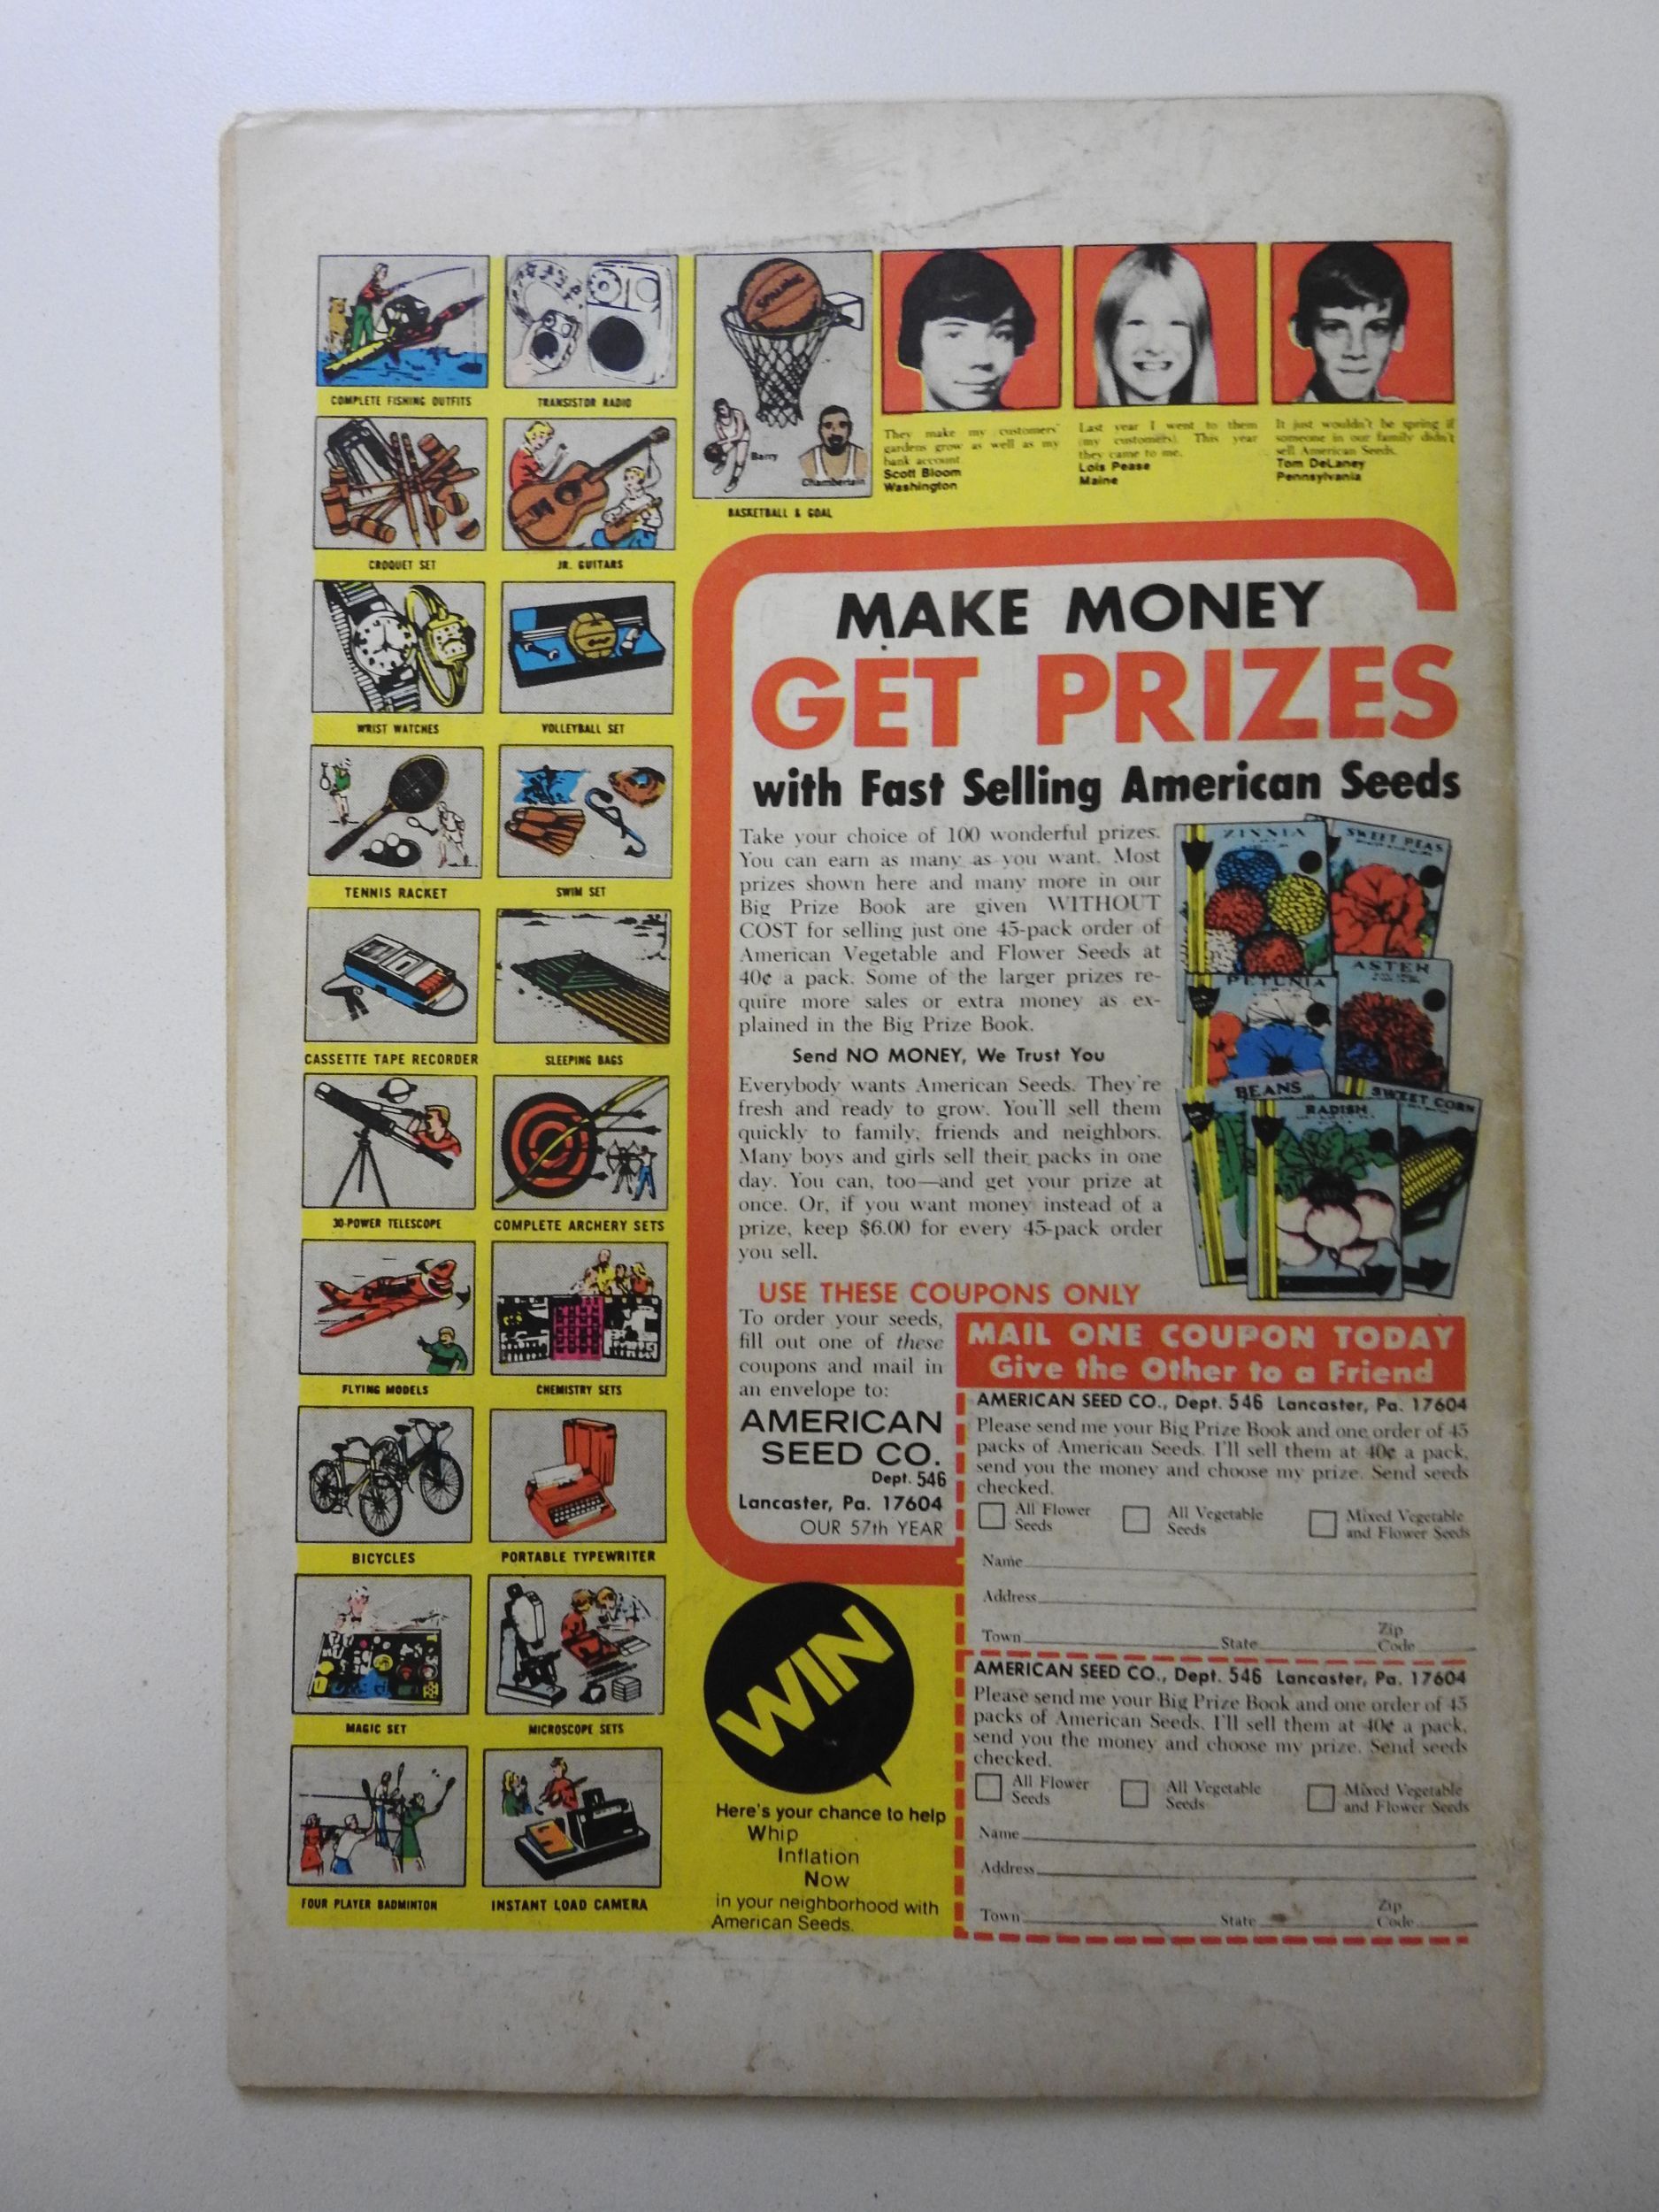 COMPLETE FISHING OUTFITS
TRANSISTOR RADIO
CROQUET SET
JR. GUITARS
WRIST WATCHES
VOLLEYBALL SET
TENNIS RACKET
SWIM SET
CASSETTE TAPE RECORDER
SLEEPING BAGS
30-POWER TELESCOPE
COMPLETE ARCHERY SETS
FLYING MODELS
CHEMISTRY SETS
BICYCLES
PORTABLE TYPEWRITER
MAGIC SET
MICROSCOPE SETS
FOUR PLAYER BADMINTON
INSTANT LOAD CAMERA
SPALDING
Barry
Chamberlain
BASKETBALL & GOAL
They make my customers'
gardens grow as well as my
bank account.
Scott Bloom
Washington
Last year I went to them
(my customers). This year
they came to me.
Lois Pease
Maine
It just wouldn't be spring if
someone in our family didn't
sell American Seeds.
Tom DeLaney
Pennsylvania
MAKE MONEY
GET PRIZES
with Fast Selling American Seeds
Take your choice of 100 wonderful prizes.
You can earn as many as you want. Most
prizes shown here and many more in our
Big Prize Book are given WITHOUT
COST for selling just one 45-pack order of
American Vegetable and Flower Seeds at
40¢ a pack. Some of the larger prizes re-
quire more sales or extra money as ex-
plained in the Big Prize Book.
Send NO MONEY, We Trust You
Everybody wants American Seeds. They're
fresh and ready to grow. You'll sell them
quickly to family, friends and neighbors.
Many boys and girls sell their packs in one
day. You can, too—and get your prize at
once. Or, if you want money instead of a
prize, keep $6.00 for every 45-pack order
you sell.
ZINNIA
SWEET PEAS
PETUNIA
ASTER
BEANS
RADISH
SWEET CORN
USE THESE COUPONS ONLY
To order your seeds,
fill out one of these
coupons and mail in
an envelope to:
AMERICAN
SEED CO.
Dept. 546
Lancaster, Pa. 17604
OUR 57th YEAR
MAIL ONE COUPON TODAY
Give the Other to a Friend
AMERICAN SEED CO., Dept. 546 Lancaster, Pa. 17604
Please send me your Big Prize Book and one order of 45
packs of American Seeds. I'll sell them at 40¢ a pack,
send you the money and choose my prize. Send seeds
checked.
All Flower Seeds
All Vegetable Seeds
Mixed Vegetable and Flower Seeds
Name
Address
Town State Zip Code
AMERICAN SEED CO., Dept. 546 Lancaster, Pa. 17604
Please send me your Big Prize Book and one order of 45
packs of American Seeds. I'll sell them at 40¢ a pack,
send you the money and choose my prize. Send seeds
checked.
All Flower Seeds
All Vegetable Seeds
Mixed Vegetable and Flower Seeds
Name
Address
Town State Zip Code
WIN
Here's your chance to help
Whip
Inflation
Now
in your neighborhood with
American Seeds.